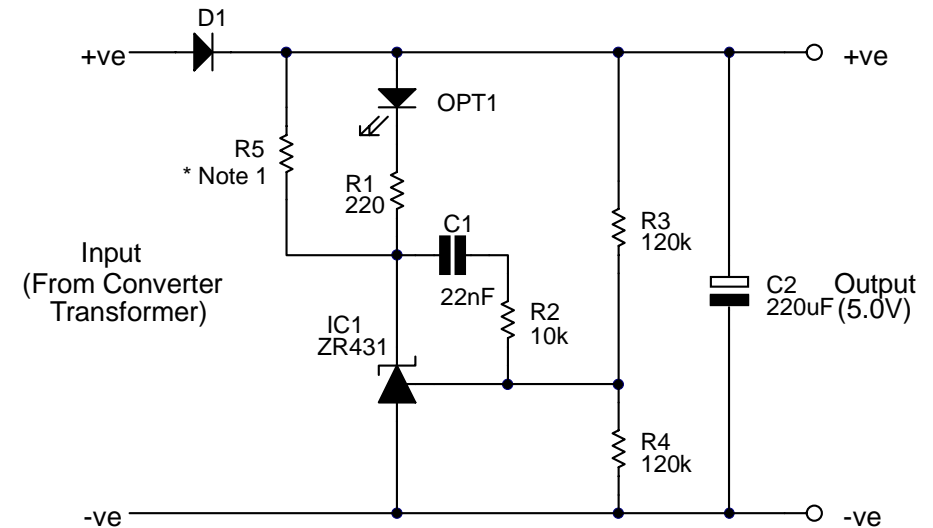 D1
+ve
+ve
OPT1
R5
* Note 1
R1
220
C1
22nF
R3
120k
Input
(From Converter
Transformer)
R2
10k
C2
220uF
Output
(5.0V)
IC1
ZR431
R4
120k
-ve
-ve